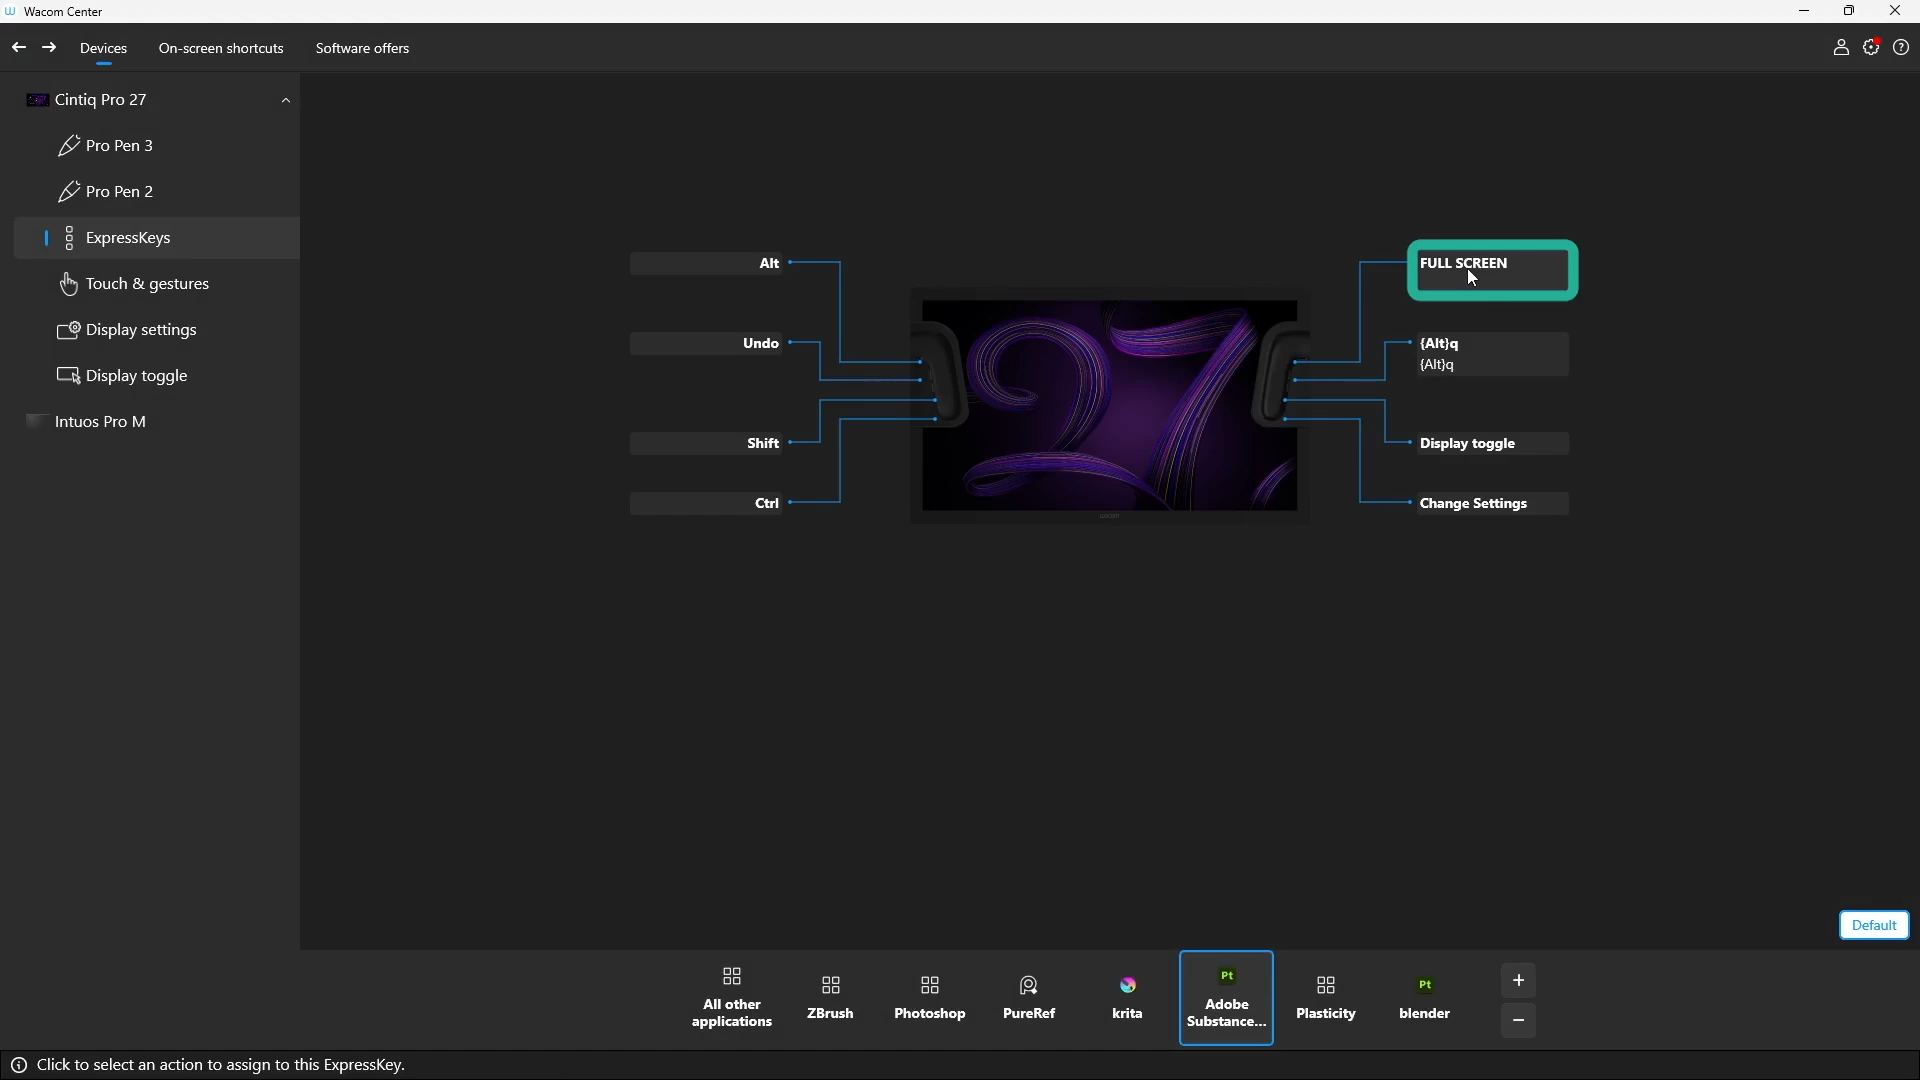 Wacom Center
Devices
On-screen shortcuts
Software offers
Cintiq Pro 27
Pro Pen 3
Pro Pen 2
ExpressKeys
Touch & gestures
Display settings
Display toggle
Intuos Pro M
Alt
Undo
Shift
Ctrl
FULL SCREEN
{Alt}q
{Alt}q
Display toggle
Change Settings
wacom
Default
All other
applications
ZBrush
Photoshop
PureRef
krita
Pt
Adobe
Substance...
Plasticity
Pt
blender
Click to select an action to assign to this ExpressKey.